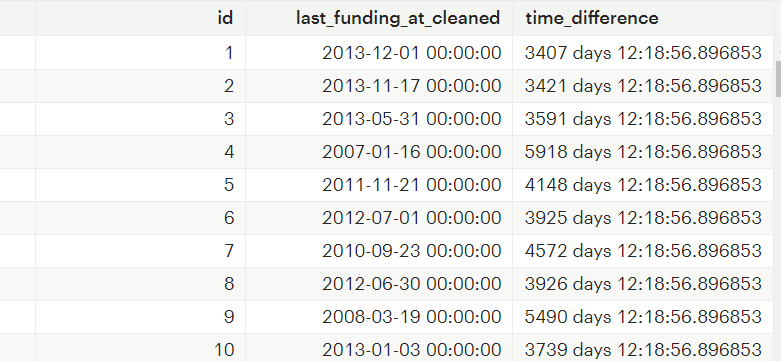 id last_funding_at_cleaned time_difference
1 2013-12-01 00:00:00 3407 days 12:18:56.896853
2 2013-11-17 00:00:00 3421 days 12:18:56.896853
3 2013-05-31 00:00:00 3591 days 12:18:56.896853
4 2007-01-16 00:00:00 5918 days 12:18:56.896853
5 2011-11-21 00:00:00 4148 days 12:18:56.896853
6 2012-07-01 00:00:00 3925 days 12:18:56.896853
7 2010-09-23 00:00:00 4572 days 12:18:56.896853
8 2012-06-30 00:00:00 3926 days 12:18:56.896853
9 2008-03-19 00:00:00 5490 days 12:18:56.896853
10 2013-01-03 00:00:00 3739 days 12:18:56.896853